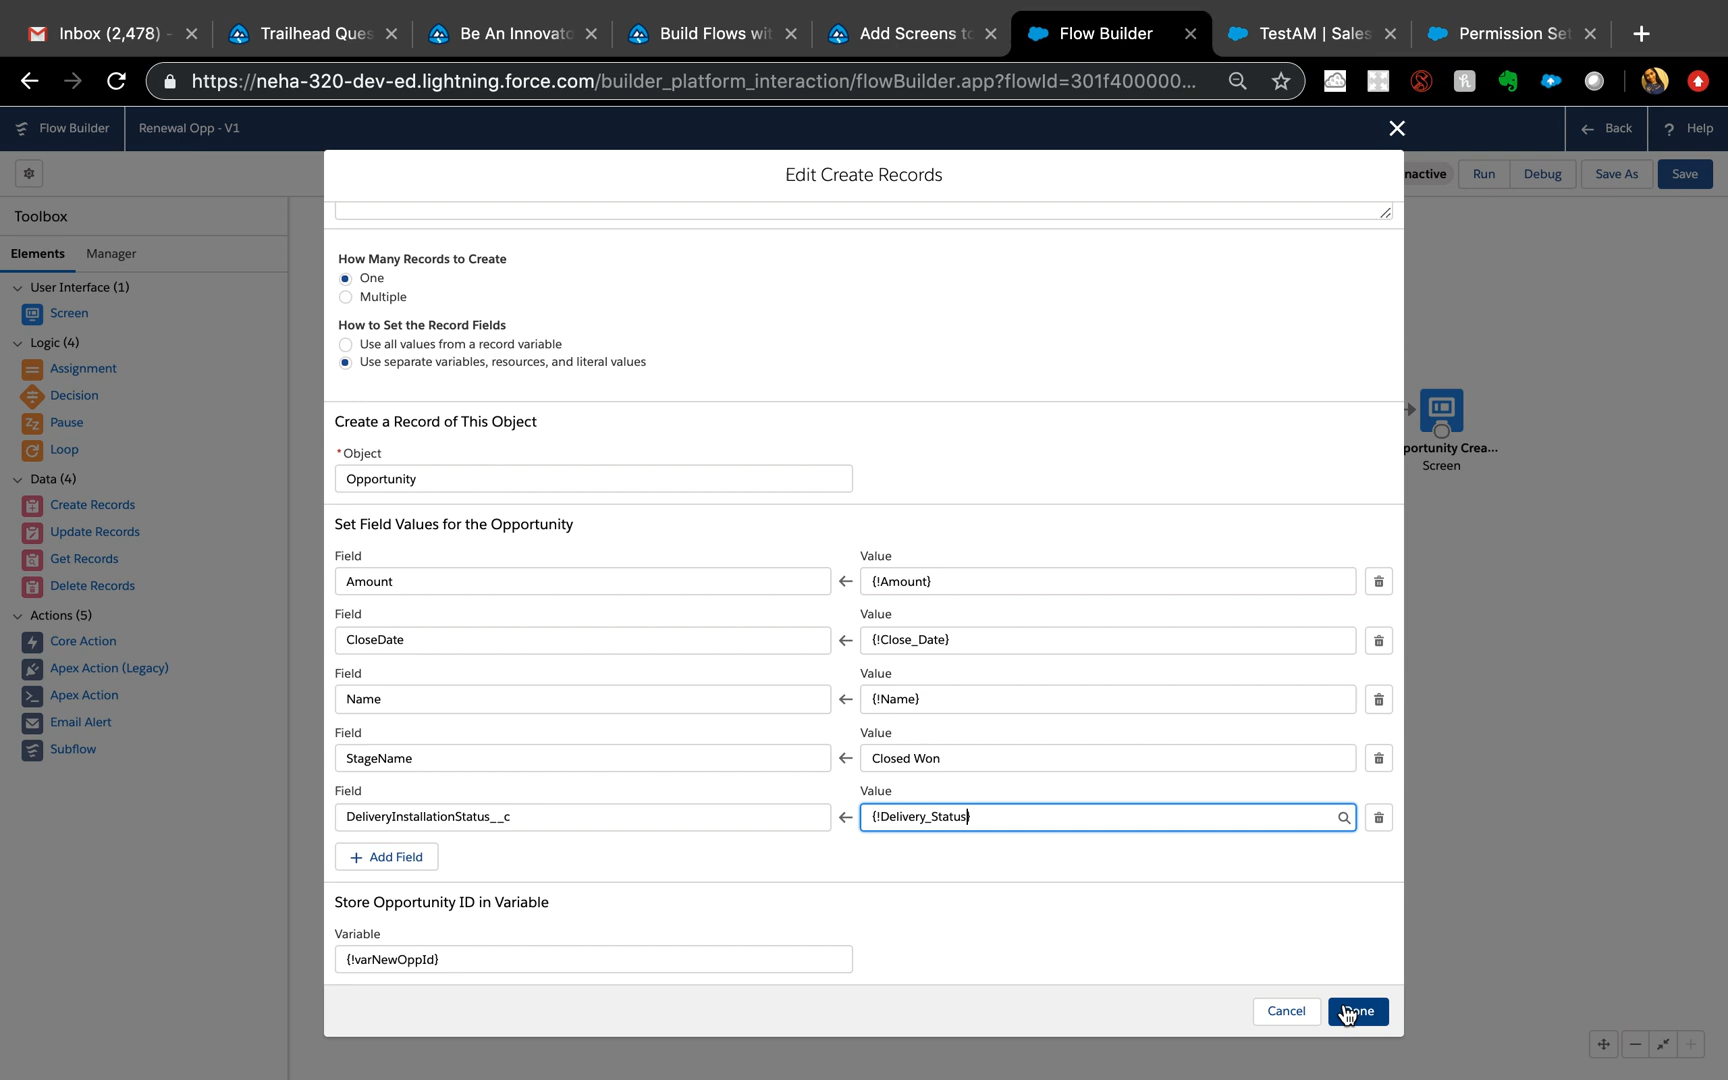 Inbox (2,478) -
Trailhead Ques
Be An Innovato
Build Flows wit
Add Screens to
Flow Builder
TestAM | Sales
Permission Set
https://neha-320-dev-ed.lightning.force.com/builder_platform_interaction/flowBuilder.app?flowId=301f400000...
Flow Builder
Renewal Opp - V1
Back
? Help
Edit Create Records
nactive
Run
Debug
Save As
Save
Toolbox
Elements
Manager
User Interface (1)
Screen
Logic (4)
Assignment
Decision
Pause
Loop
Data (4)
Create Records
Update Records
Get Records
Delete Records
Actions (5)
Core Action
Apex Action (Legacy)
Apex Action
Email Alert
Subflow
How Many Records to Create
One
Multiple
How to Set the Record Fields
Use all values from a record variable
Use separate variables, resources, and literal values
Create a Record of This Object
*Object
Opportunity
Set Field Values for the Opportunity
Field
Value
Amount
{!Amount}
Field
Value
CloseDate
{!Close_Date}
Field
Value
Name
{!Name}
Field
Value
StageName
Closed Won
Field
Value
DeliveryInstallationStatus__c
{!Delivery_Status}
+ Add Field
Store Opportunity ID in Variable
Variable
{!varNewOppId}
Cancel
portunity Crea...
Screen